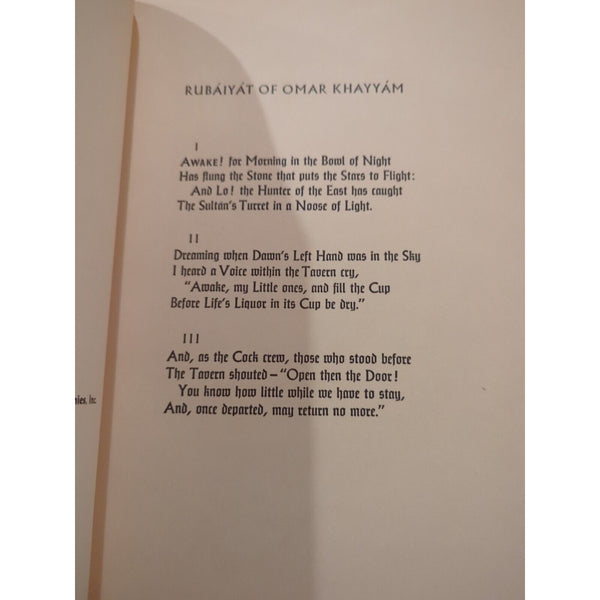 RUBÁIYÁT OF OMAR KHAYYÁM
I
AWAKE! for Morning in the Bowl of Night
Has flung the Stone that puts the Stars to Flight:
And Lo! the Hunter of the East has caught
The Sultán's Turret in a Noose of Light.
II
Dreaming when Dawn's Left Hand was in the Sky
I heard a Voice within the Tavern cry,
"Awake, my Little ones, and fill the Cup
Before Life's Liquor in its Cup be dry."
III
And, as the Cock crew, those who stood before
The Tavern shouted—"Open then the Door!
You know how little while we have to stay,
And, once departed, may return no more."
Inc.